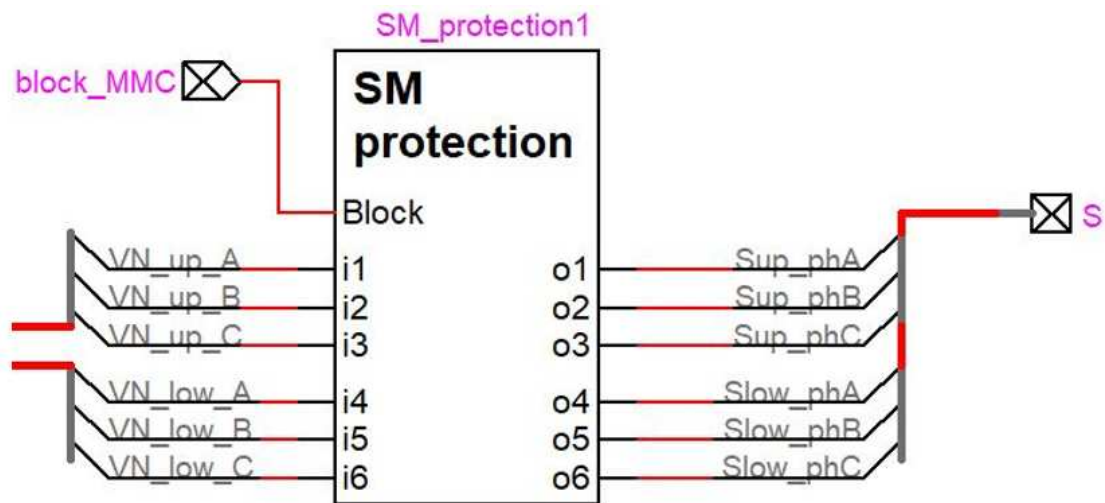 SM_protection1
block_MMC
SM
protection
Block
VN_up_A i1 o1 Sup_phA
VN_up_B i2 o2 Sup_phB
VN_up_C i3 o3 Sup_phC
VN_low_A i4 o4 Slow_phA
VN_low_B i5 o5 Slow_phB
VN_low_C i6 o6 Slow_phC
S